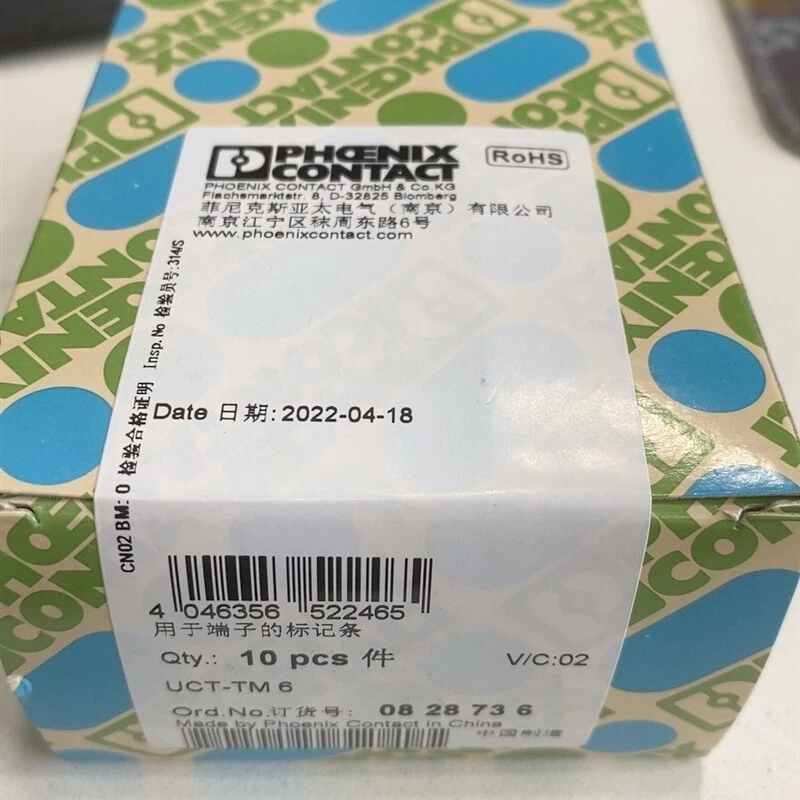 PHŒNIX
CONTACT
RoHS
PHOENIX CONTACT GmbH & Co.KG
Flachsmarktstr. 8, D-32825 Blomberg
菲尼克斯亚太电气（南京）有限公司
南京江宁区秣周东路6号
www.phoenixcontact.com
CN02 BM: 0 检验合格证明 Insp.No 检验员号:314/S
Date 日期: 2022-04-18
4 046356 522465
用于端子的标记条
Qty.: 10 pcs 件 V/C:02
UCT-TM 6
Ord.No.订货号: 08 28 73 6
Made by Phoenix Contact in China 中国制造